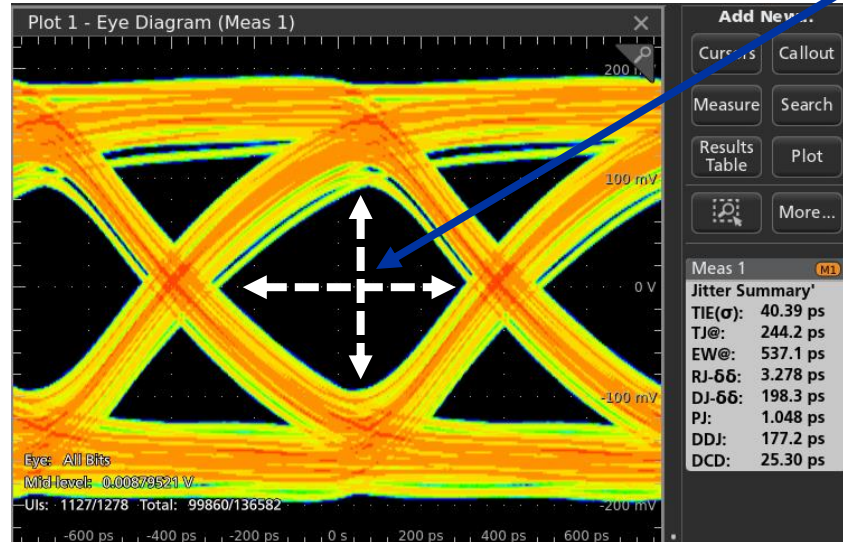 Plot 1 - Eye Diagram (Meas 1)
200 mV
100 mV
0 V
-100 mV
-200 mV
Eye: All Bits
Mid-level: 0.00879521 V
UIs: 1127/1278 Total: 99860/136582
-600 ps -400 ps -200 ps 0 s 200 ps 400 ps 600 ps
Add New...
Cursors Callout
Measure Search
Results Table Plot
More...
Meas 1 M1
Jitter Summary'
TIE(σ): 40.39 ps
TJ@: 244.2 ps
EW@: 537.1 ps
RJ-δδ: 3.278 ps
DJ-δδ: 198.3 ps
PJ: 1.048 ps
DDJ: 177.2 ps
DCD: 25.30 ps